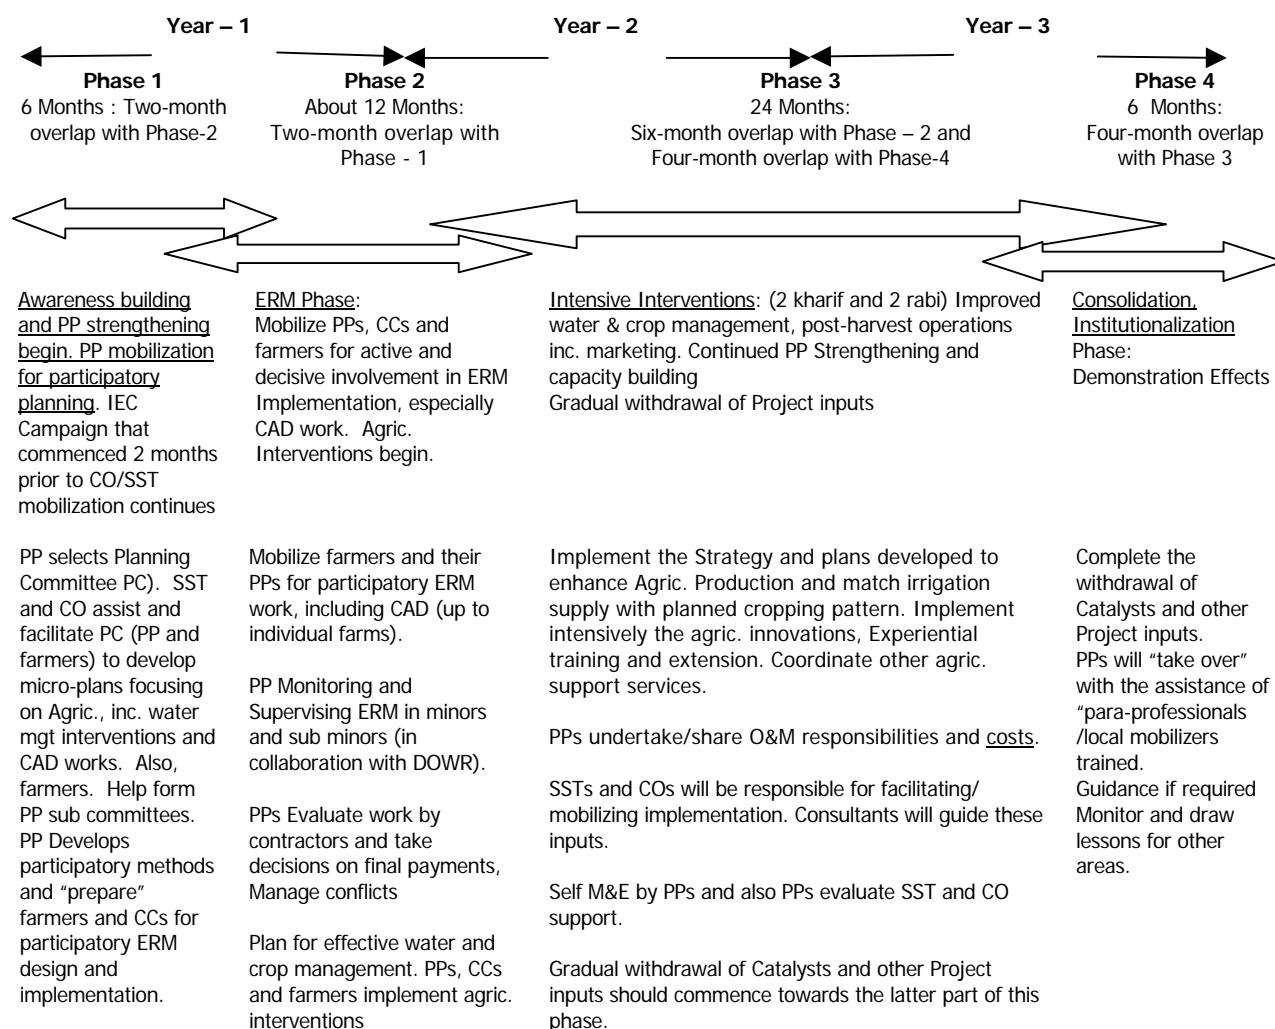 Year – 1
Year – 2
Year – 3
Phase 1
6 Months : Two-month
overlap with Phase-2
Phase 2
About 12 Months:
Two-month overlap with
Phase - 1
Phase 3
24 Months:
Six-month overlap with Phase – 2 and
Four-month overlap with Phase-4
Phase 4
6 Months:
Four-month overlap
with Phase 3
Awareness building
and PP strengthening
begin. PP mobilization
for participatory
planning. IEC
Campaign that
commenced 2 months
prior to CO/SST
mobilization continues
ERM Phase:
Mobilize PPs, CCs and
farmers for active and
decisive involvement in ERM
Implementation, especially
CAD work. Agric.
Interventions begin.
Intensive Interventions: (2 kharif and 2 rabi) Improved
water & crop management, post-harvest operations
inc. marketing. Continued PP Strengthening and
capacity building
Gradual withdrawal of Project inputs
Consolidation,
Institutionalization
Phase:
Demonstration Effects
PP selects Planning
Committee PC). SST
and CO assist and
facilitate PC (PP and
farmers) to develop
micro-plans focusing
on Agric., inc. water
mgt interventions and
CAD works. Also,
farmers. Help form
PP sub committees.
PP Develops
participatory methods
and “prepare”
farmers and CCs for
participatory ERM
design and
implementation.
Mobilize farmers and their
PPs for participatory ERM
work, including CAD (up to
individual farms).
PP Monitoring and
Supervising ERM in minors
and sub minors (in
collaboration with DOWR).
PPs Evaluate work by
contractors and take
decisions on final payments,
Manage conflicts
Plan for effective water and
crop management. PPs, CCs
and farmers implement agric.
interventions
Implement the Strategy and plans developed to
enhance Agric. Production and match irrigation
supply with planned cropping pattern. Implement
intensively the agric. innovations, Experiential
training and extension. Coordinate other agric.
support services.
PPs undertake/share O&M responsibilities and costs.
SSTs and COs will be responsible for facilitating/
mobilizing implementation. Consultants will guide these
inputs.
Self M&E by PPs and also PPs evaluate SST and CO
support.
Gradual withdrawal of Catalysts and other Project
inputs should commence towards the latter part of this
phase.
Complete the
withdrawal of
Catalysts and other
Project inputs.
PPs will “take over”
with the assistance of
“para-professionals
/local mobilizers
trained.
Guidance if required
Monitor and draw
lessons for other
areas.